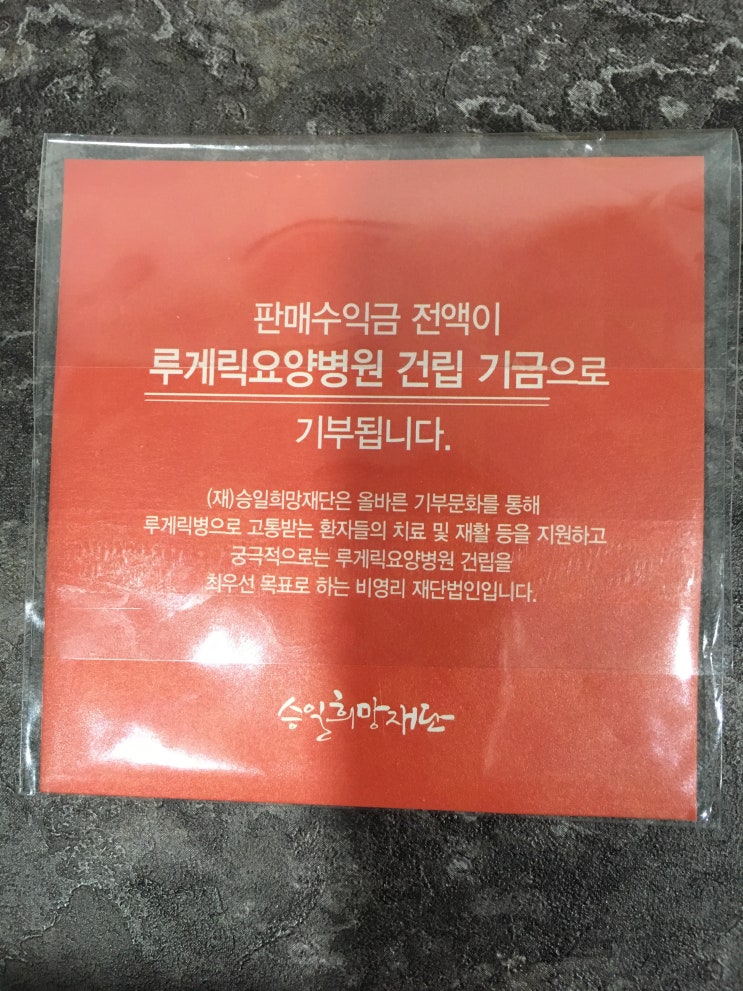 판매수익금 전액이
루게릭요양병원 건립 기금으로
기부됩니다.
(재)승일희망재단은 올바른 기부문화를 통해
루게릭병으로 고통받는 환자들의 치료 및 재활 등을 지원하고
궁극적으로는 루게릭요양병원 건립을
최우선 목표로 하는 비영리 재단법인입니다.
승일희망재단